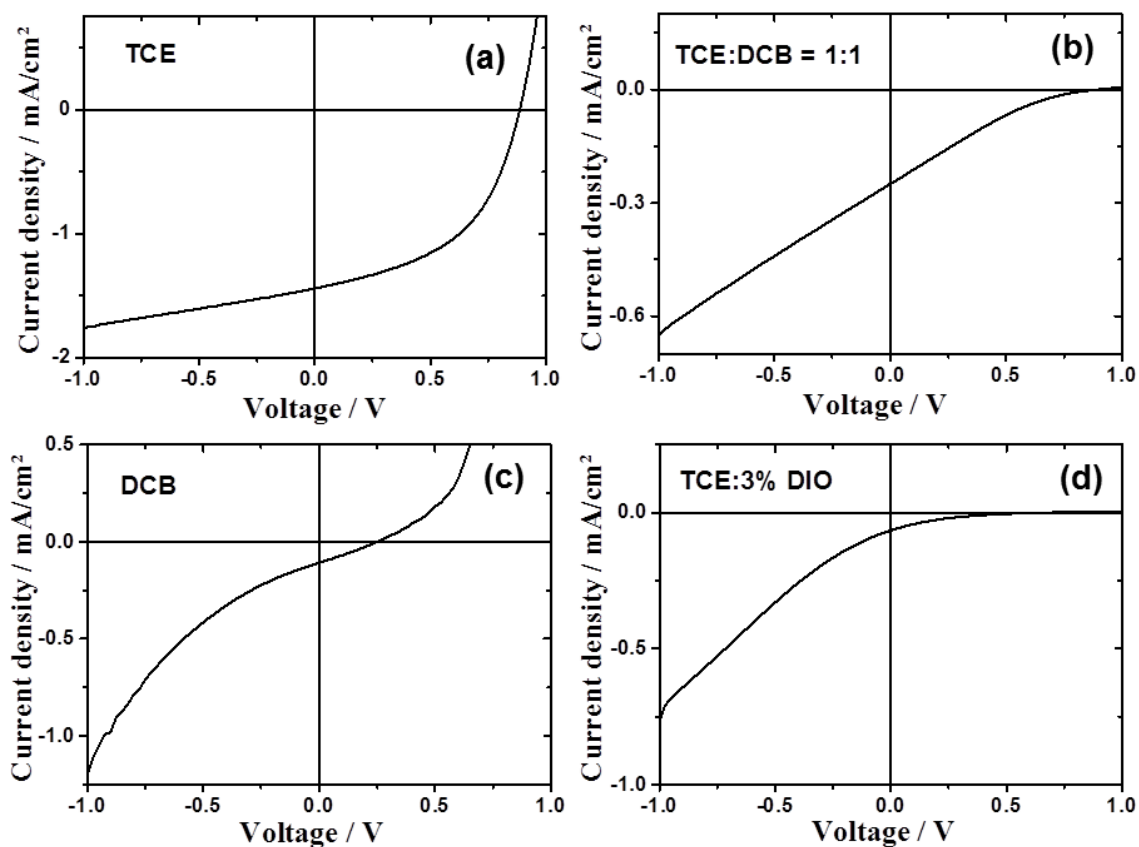 TCE
(a)
Current density / mA/cm²
0
-1
-2
-1.0 -0.5 0.0 0.5 1.0
Voltage / V
TCE:DCB = 1:1
(b)
Current density / mA/cm²
0.0
-0.3
-0.6
-1.0 -0.5 0.0 0.5 1.0
Voltage / V
DCB
(c)
Current density / mA/cm²
0.5
0.0
-0.5
-1.0
-1.0 -0.5 0.0 0.5 1.0
Voltage / V
TCE:3% DIO
(d)
Current density / mA/cm²
0.0
-0.5
-1.0
-1.0 -0.5 0.0 0.5 1.0
Voltage / V